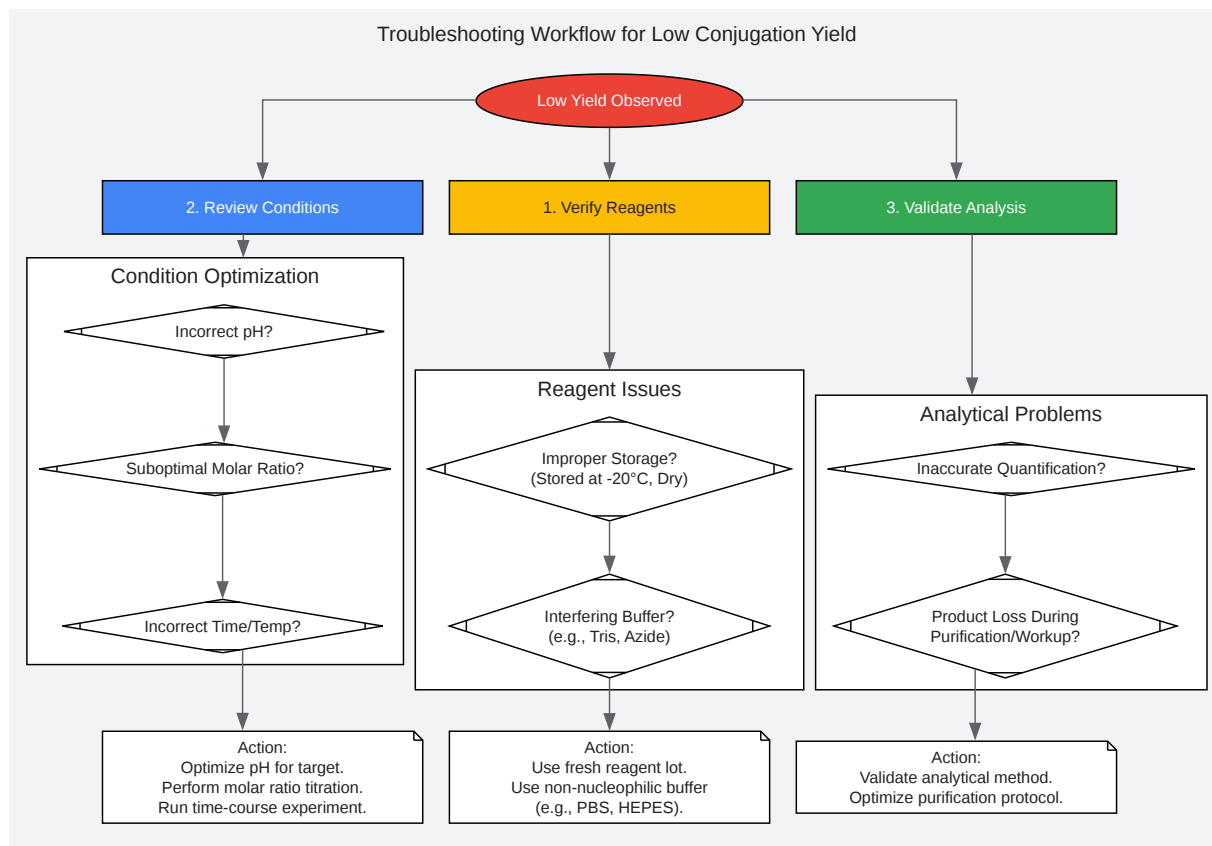 Troubleshooting Workflow for Low Conjugation Yield
Low Yield Observed
2. Review Conditions
1. Verify Reagents
3. Validate Analysis
Condition Optimization
Incorrect pH?
Suboptimal Molar Ratio?
Incorrect Time/Temp?
Action:
Optimize pH for target.
Perform molar ratio titration.
Run time-course experiment.
Reagent Issues
Improper Storage?
(Stored at -20°C, Dry)
Interfering Buffer?
(e.g., Tris, Azide)
Action:
Use fresh reagent lot.
Use non-nucleophilic buffer
(e.g., PBS, HEPES).
Analytical Problems
Inaccurate Quantification?
Product Loss During
Purification/Workup?
Action:
Validate analytical method.
Optimize purification protocol.